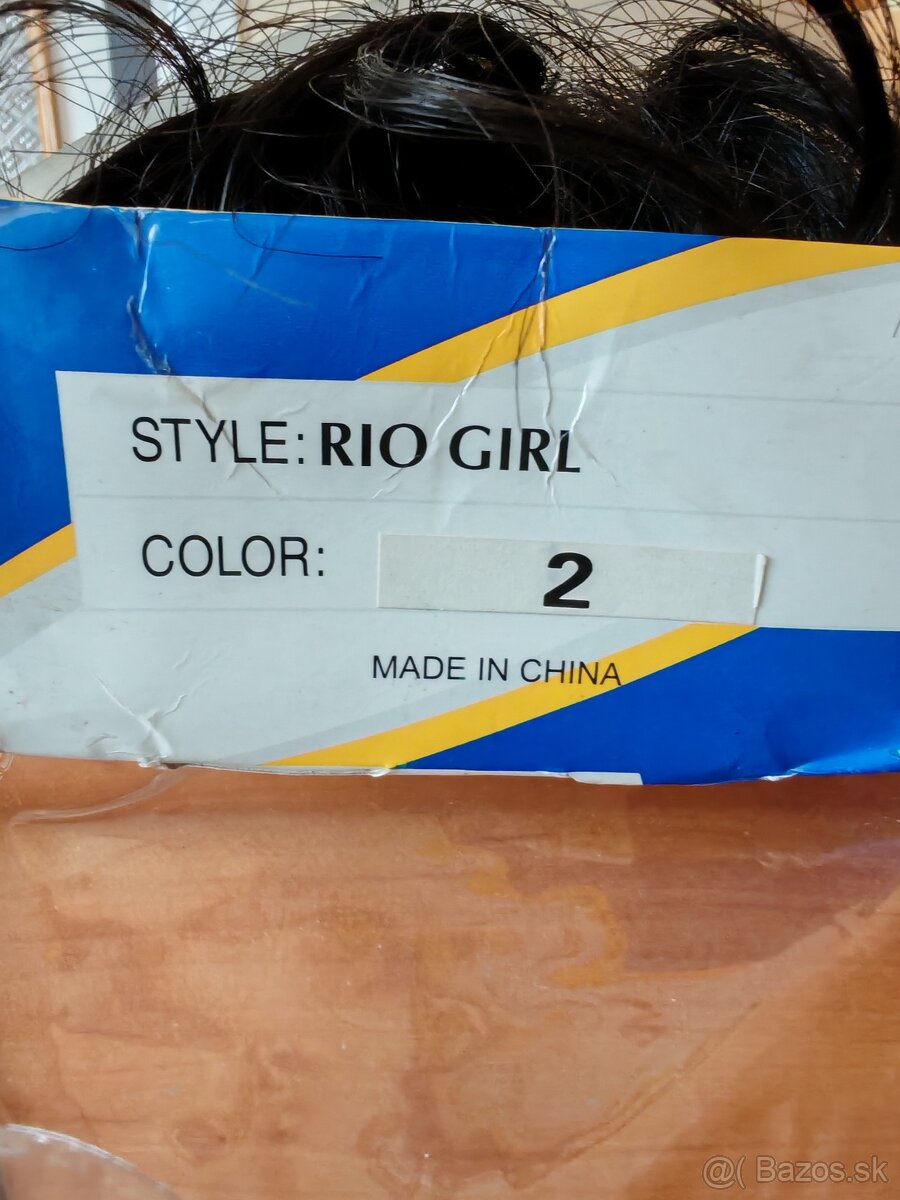 STYLE: RIO GIRL
COLOR: 2
MADE IN CHINA
@( Bazos.sk